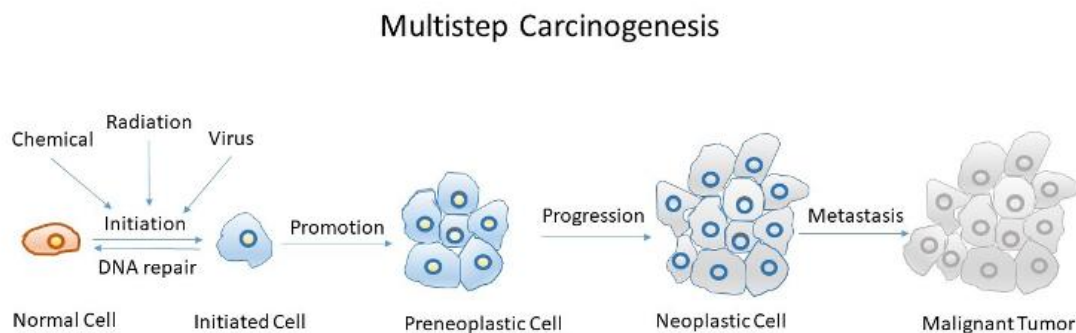 Multistep Carcinogenesis
Chemical
Radiation
Virus
Initiation
DNA repair
Promotion
Progression
Metastasis
Normal Cell
Initiated Cell
Preneoplastic Cell
Neoplastic Cell
Malignant Tumor